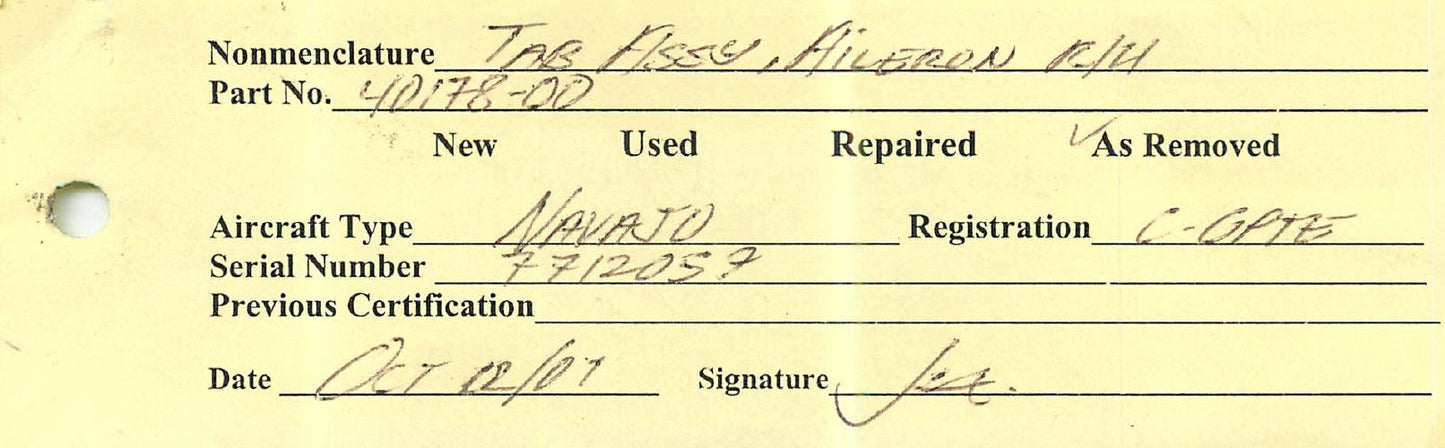 Nonmenclature TAB ASSY, AILERON R/H
Part No. 40178-00
New Used Repaired ✓ As Removed
Aircraft Type NAVAJO Registration C-GPTE
Serial Number 7712057
Previous Certification
Date OCT 12/07 Signature